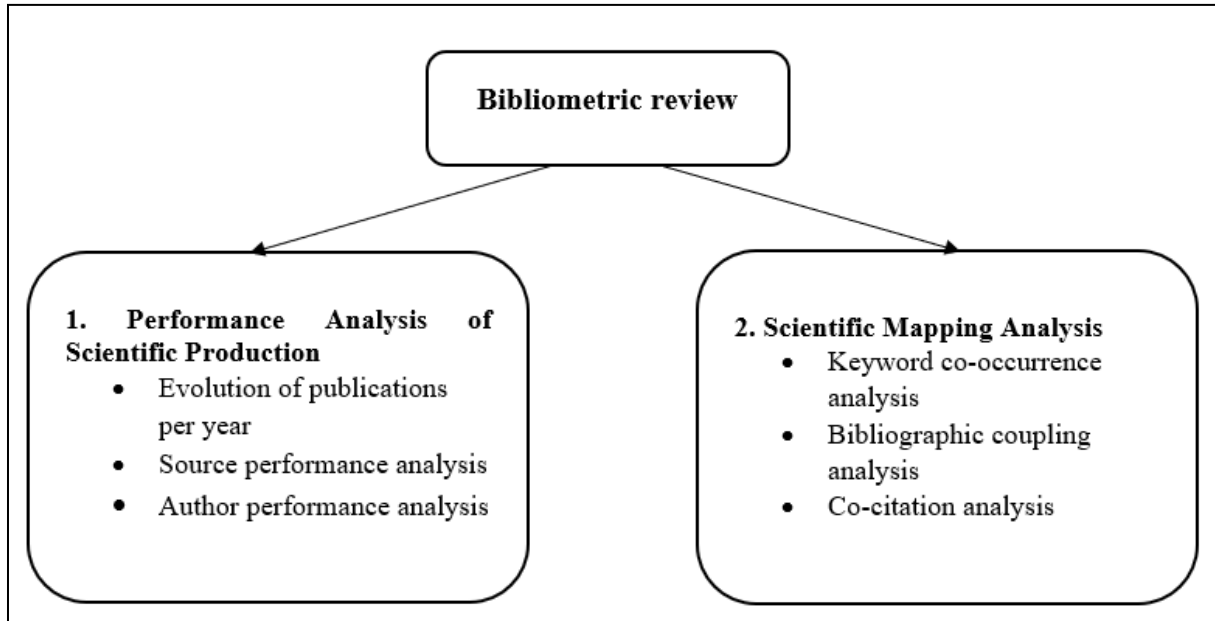 Bibliometric review
1. Performance Analysis of
Scientific Production
• Evolution of publications
per year
• Source performance analysis
• Author performance analysis
2. Scientific Mapping Analysis
• Keyword co-occurrence
analysis
• Bibliographic coupling
analysis
• Co-citation analysis